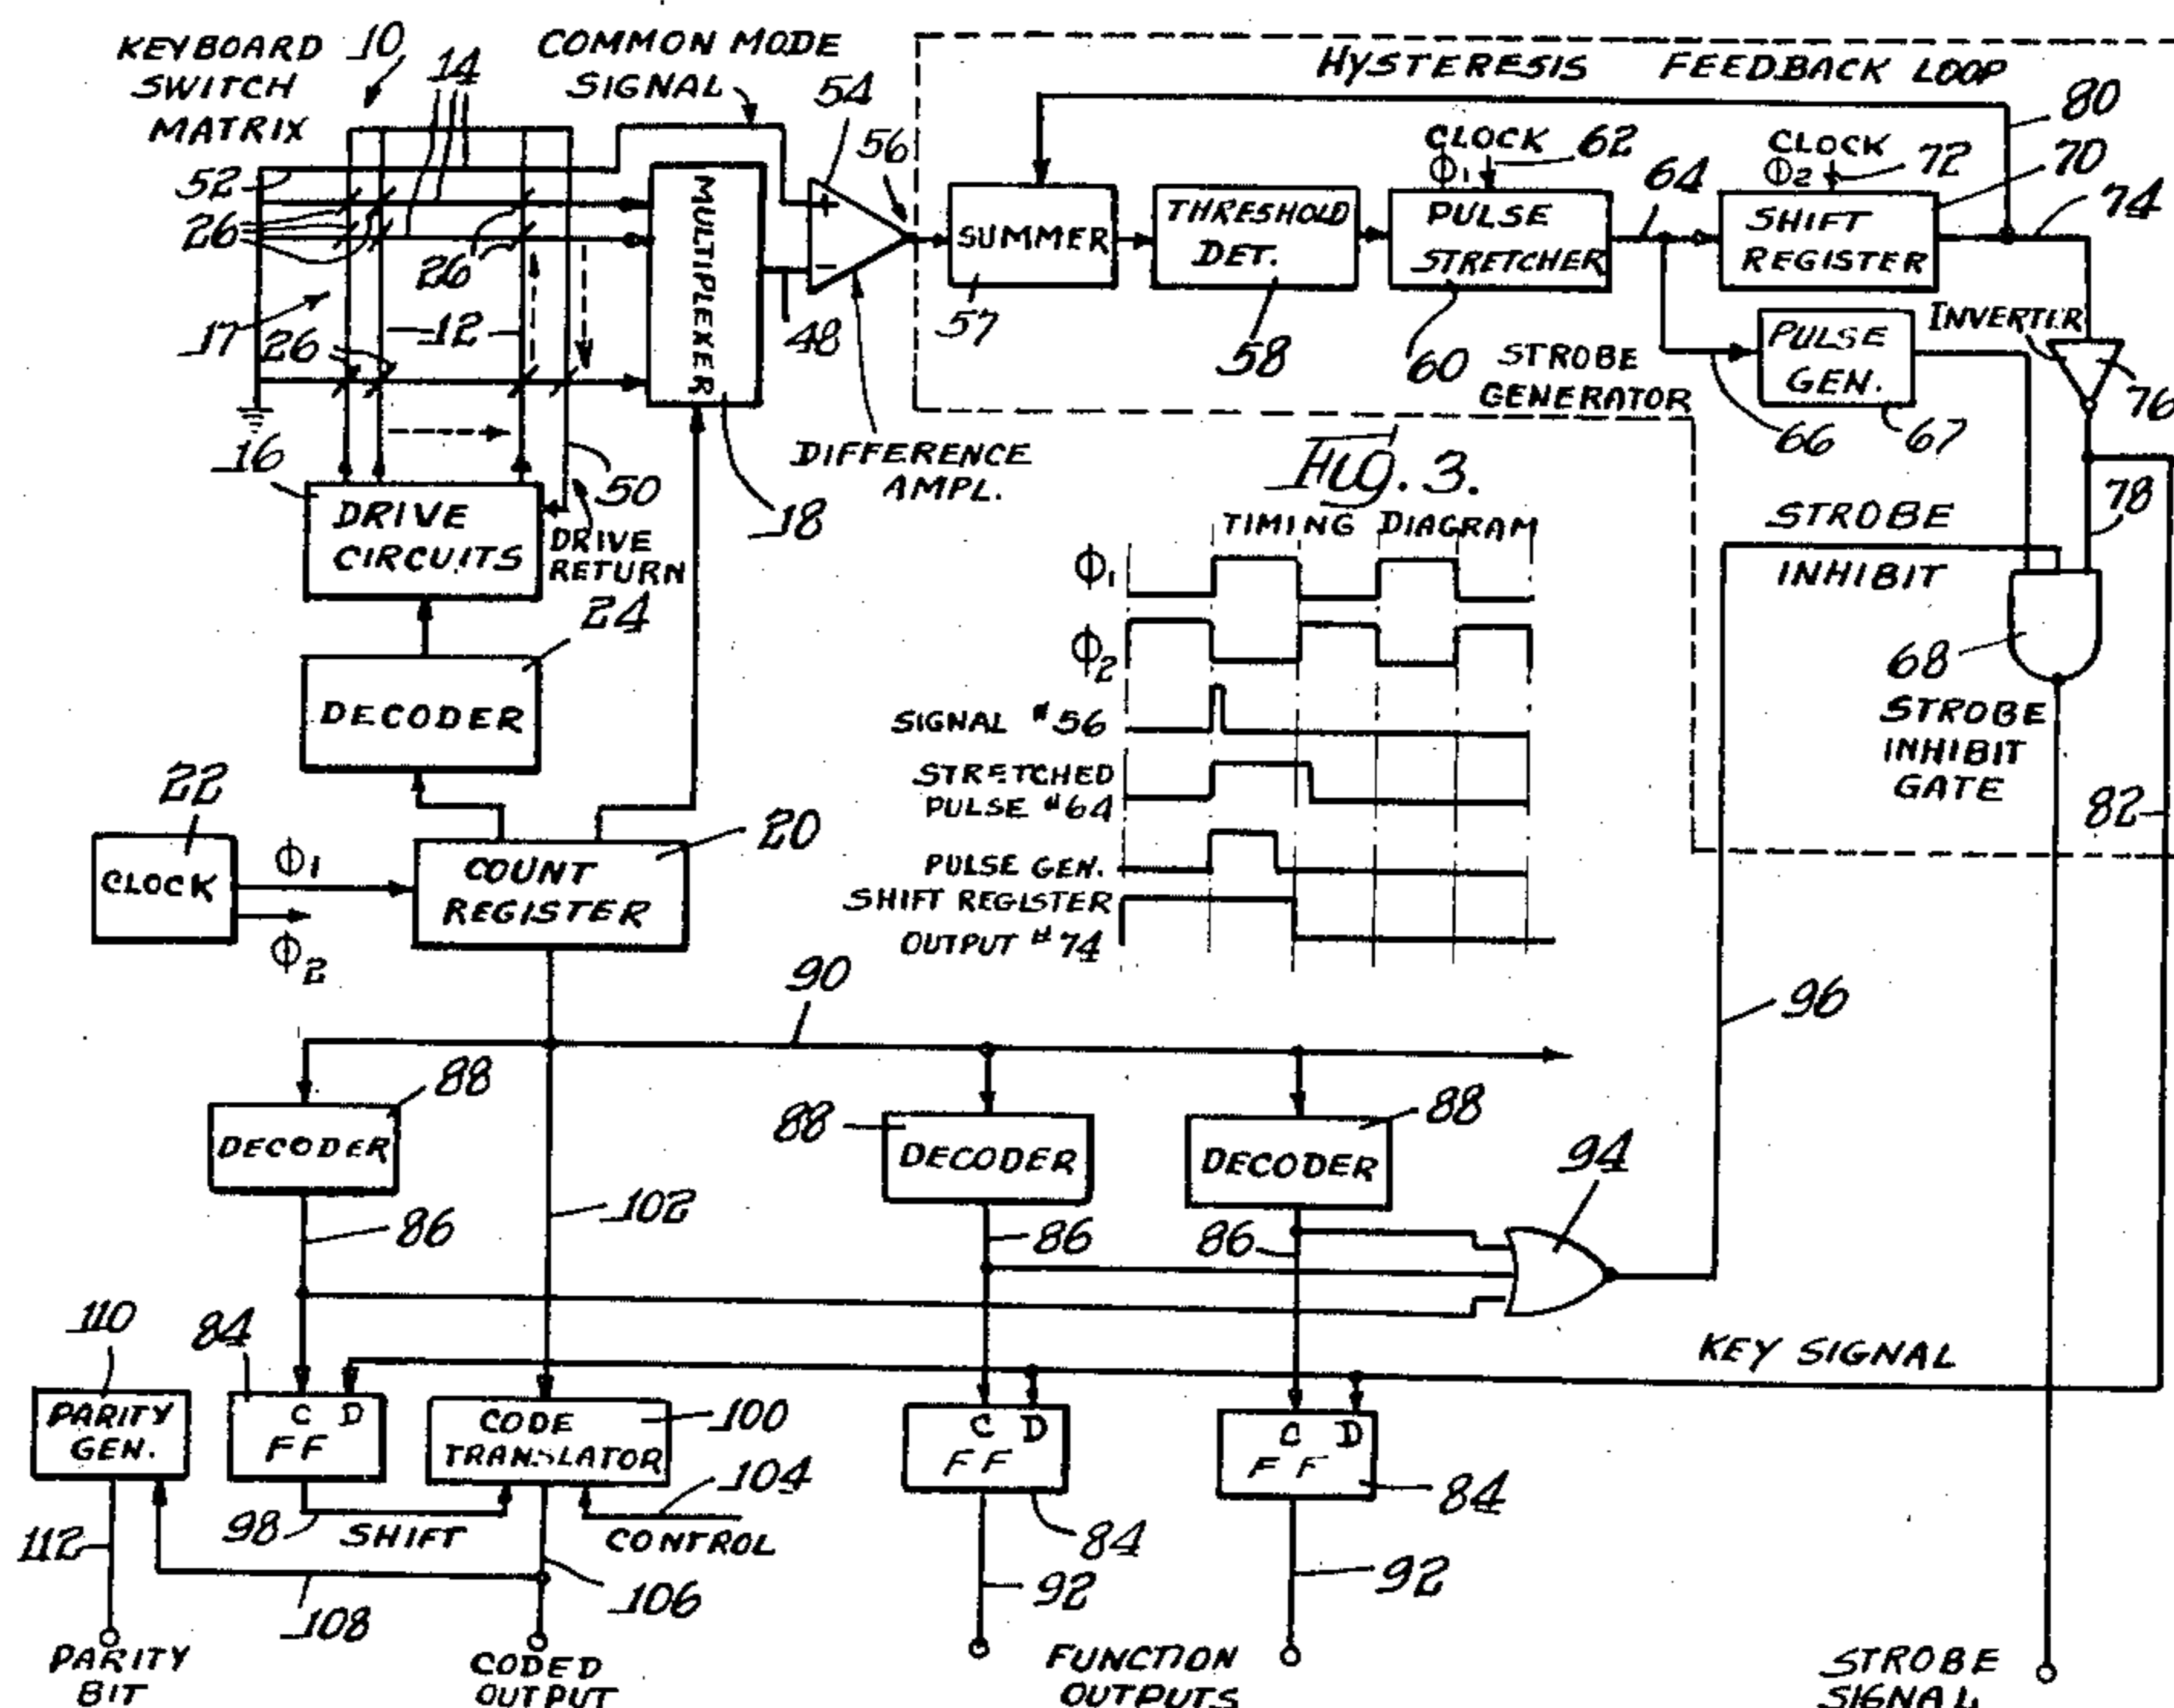 KEYBOARD
SWITCH
MATRIX
10
14
COMMON MODE
SIGNAL
54
56
HYSTERESIS FEEDBACK LOOP
80
52
26
26
26
17
12
MULTIPLEXER
48
+
-
SUMMER
57
THRESHOLD
DET.
58
CLOCK
Φ1
62
PULSE
STRETCHER
60
64
CLOCK
Φ2
72
70
SHIFT
REGISTER
74
STROBE
GENERATOR
PULSE
GEN.
66
67
INVERTER
76
78
16
DRIVE
CIRCUITS
50
DRIVE
RETURN
18
DIFFERENCE
AMPL.
24
DECODER
FIG. 3.
TIMING DIAGRAM
Φ1
Φ2
SIGNAL #56
STRETCHED
PULSE #64
PULSE GEN.
SHIFT REGISTER
OUTPUT #74
STROBE
INHIBIT
68
STROBE
INHIBIT
GATE
82
22
CLOCK
Φ1
Φ2
20
COUNT
REGISTER
90
96
88
DECODER
86
102
88
DECODER
86
88
DECODER
86
94
KEY SIGNAL
110
PARITY
GEN.
84
C D
FF
CODE
TRANSLATOR
100
104
CONTROL
98
SHIFT
112
108
106
C D
FF
84
92
C D
FF
84
92
PARITY
BIT
CODED
OUTPUT
FUNCTION
OUTPUTS
STROBE
SIGNAL